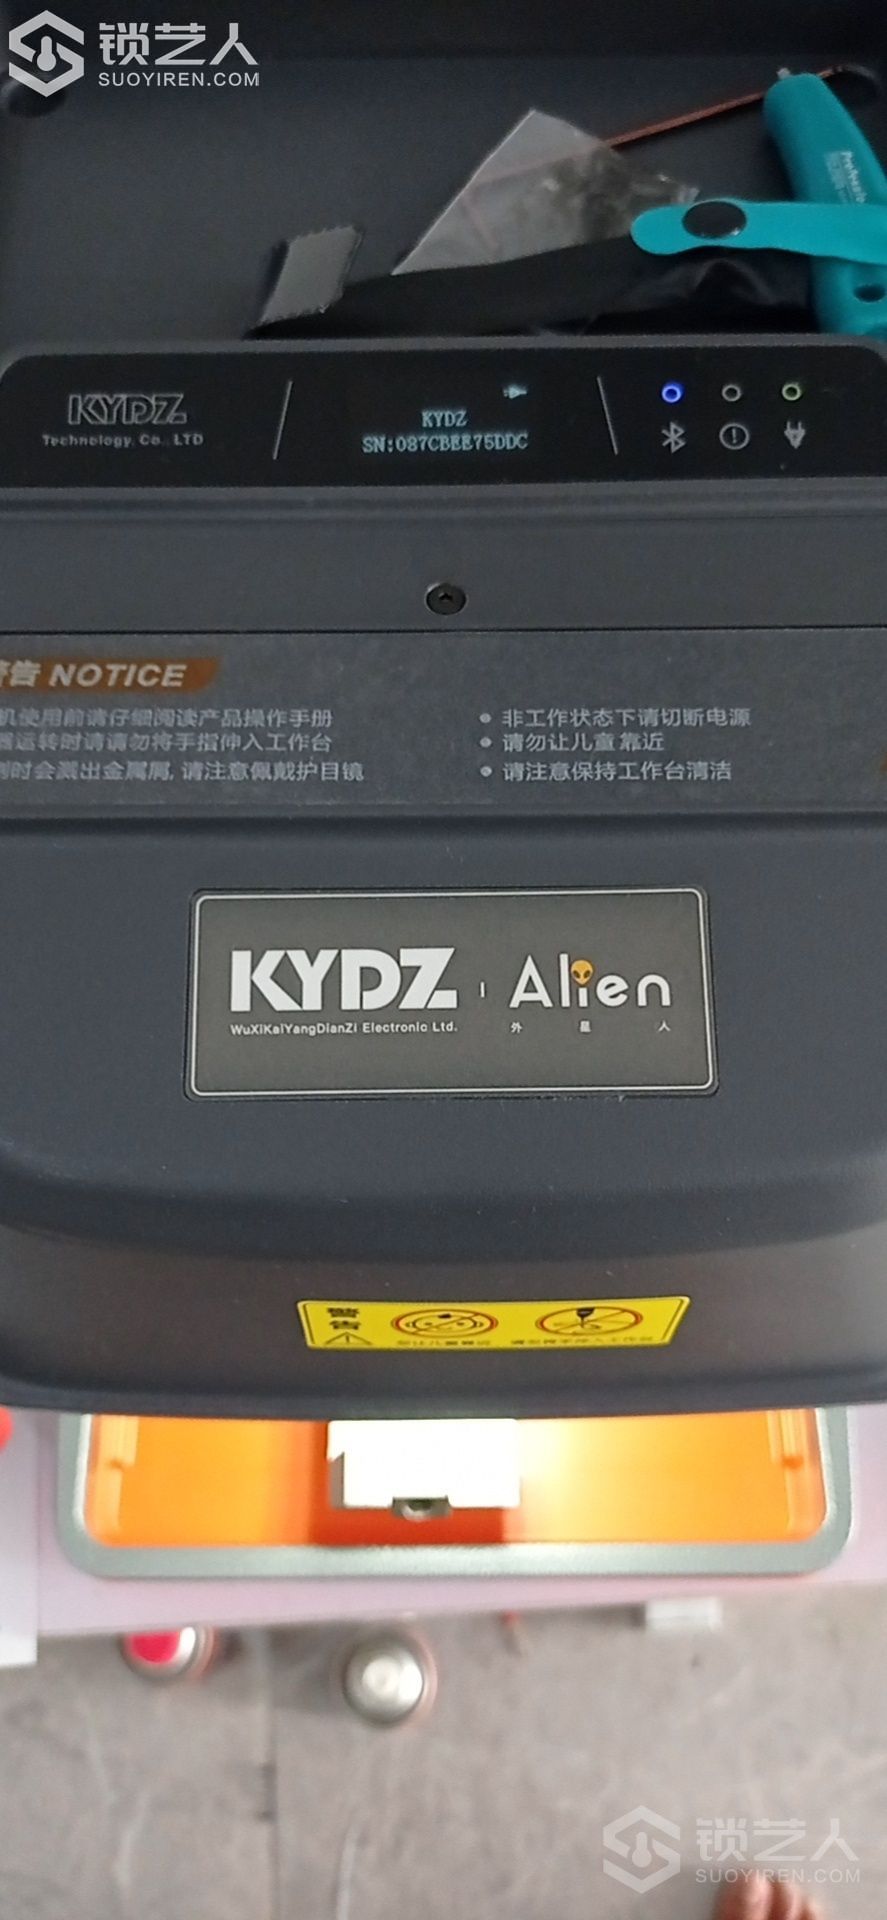 锁艺人
SUOYIREN.COM
Professio
KYDZ
Technology. Co., LTD
KYDZ
SN:087CBEE75DDC
告 NOTICE
机使用前请仔细阅读产品操作手册
运转时请请勿将手指伸入工作台
时会溅出金属屑, 请注意佩戴护目镜
非工作状态下请切断电源
请勿让儿童靠近
请注意保持工作台清洁
KYDZ
WuXiKaiYangDianZi Electronic Ltd.
Alien
外星人
警告
锁艺人
SUOYIREN.COM